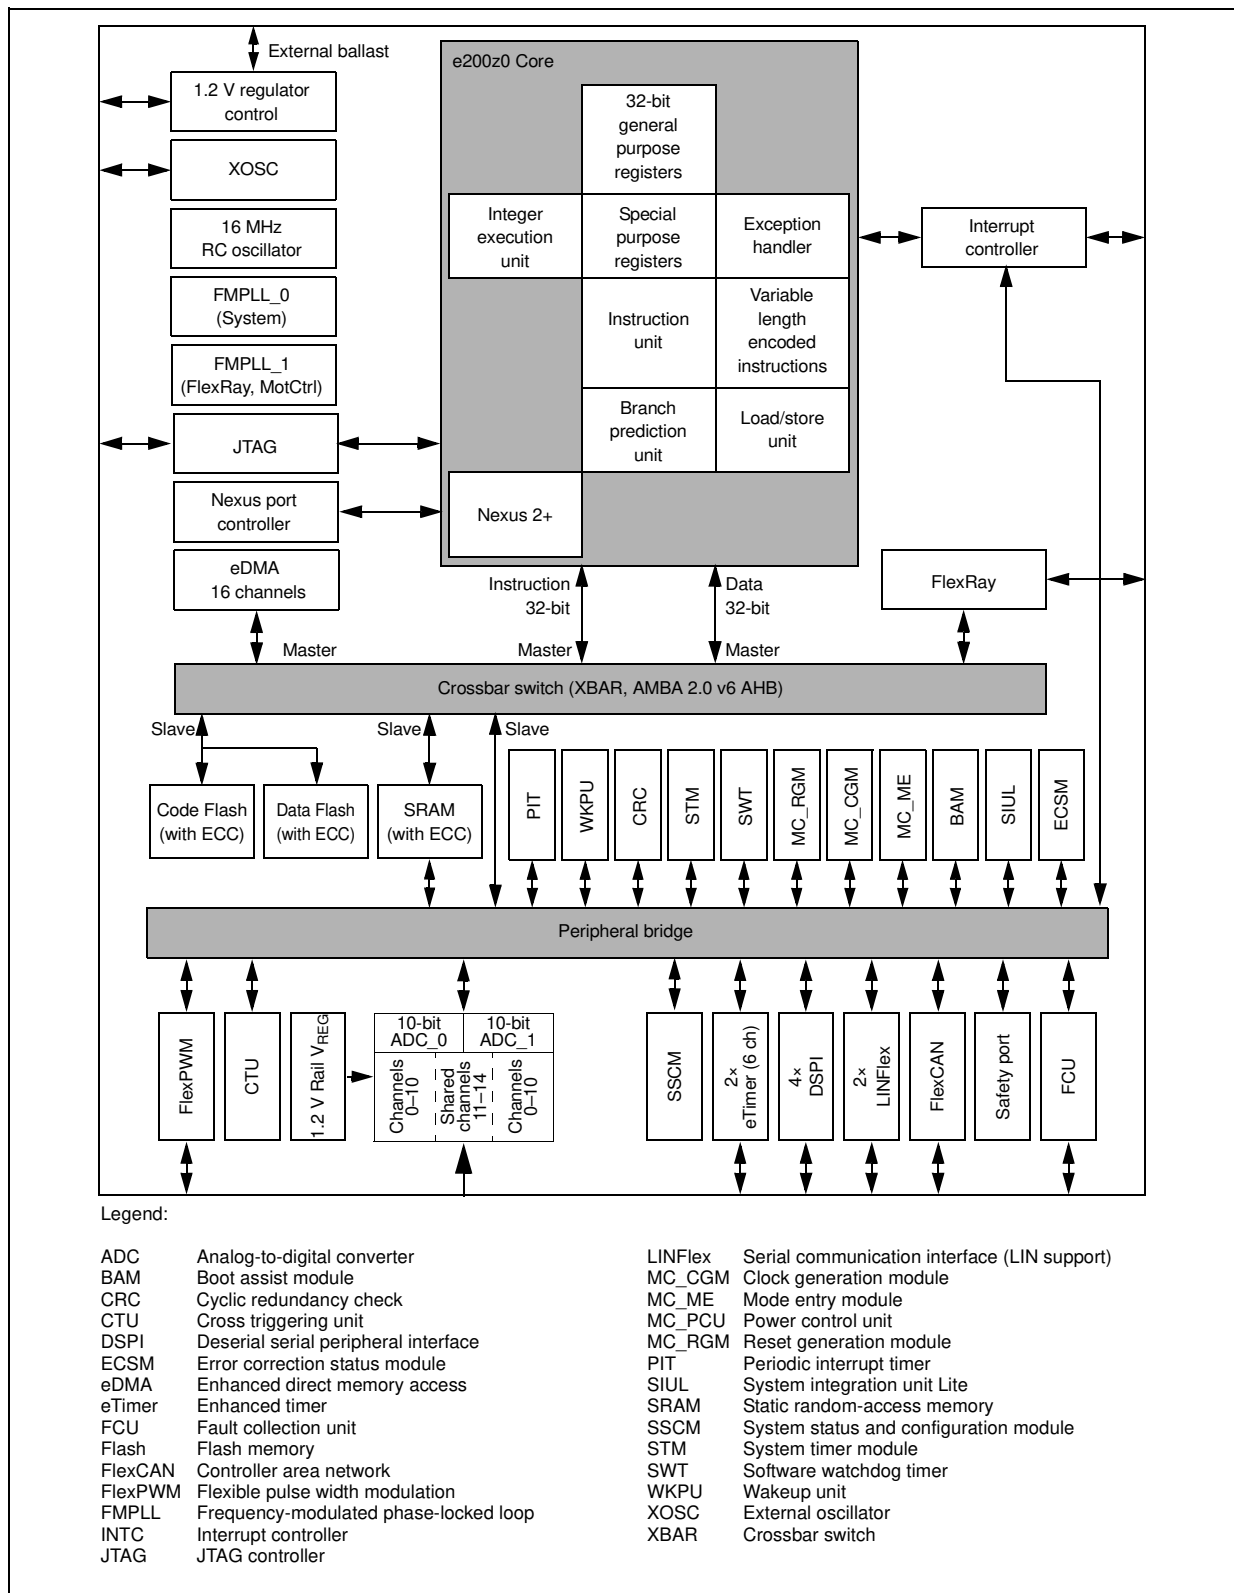 External ballast
1.2 V regulator
control
XOSC
16 MHz
RC oscillator
FMPLL_0
(System)
FMPLL_1
(FlexRay, MotCtrl)
JTAG
Nexus port
controller
eDMA
16 channels
e200z0 Core
32-bit
general
purpose
registers
Integer
execution
unit
Special
purpose
registers
Exception
handler
Instruction
unit
Variable
length
encoded
instructions
Branch
prediction
unit
Load/store
unit
Nexus 2+
Interrupt
controller
FlexRay
Instruction
32-bit
Data
32-bit
Master
Master
Master
Crossbar switch (XBAR, AMBA 2.0 v6 AHB)
Slave
Slave
Slave
Code Flash
(with ECC)
Data Flash
(with ECC)
SRAM
(with ECC)
PIT
WKPU
CRC
STM
SWT
MC_RGM
MC_CGM
MC_ME
BAM
SIUL
ECSM
Peripheral bridge
FlexPWM
CTU
1.2 V Rail VREG
10-bit
ADC_0
10-bit
ADC_1
Channels
0–10
Shared
channels
11–14
Channels
0–10
SSCM
2×
eTimer (6 ch)
4×
DSPI
2×
LINFlex
FlexCAN
Safety port
FCU
Legend:
ADC Analog-to-digital converter
BAM Boot assist module
CRC Cyclic redundancy check
CTU Cross triggering unit
DSPI Deserial serial peripheral interface
ECSM Error correction status module
eDMA Enhanced direct memory access
eTimer Enhanced timer
FCU Fault collection unit
Flash Flash memory
FlexCAN Controller area network
FlexPWM Flexible pulse width modulation
FMPLL Frequency-modulated phase-locked loop
INTC Interrupt controller
JTAG JTAG controller
LINFlex Serial communication interface (LIN support)
MC_CGM Clock generation module
MC_ME Mode entry module
MC_PCU Power control unit
MC_RGM Reset generation module
PIT Periodic interrupt timer
SIUL System integration unit Lite
SRAM Static random-access memory
SSCM System status and configuration module
STM System timer module
SWT Software watchdog timer
WKPU Wakeup unit
XOSC External oscillator
XBAR Crossbar switch